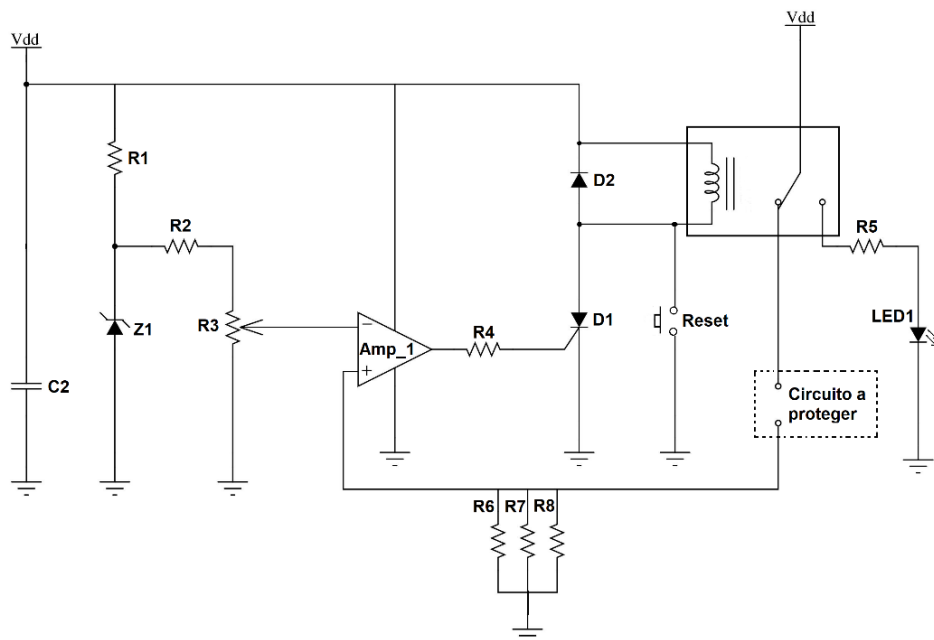 Vdd
Vdd
R1
D2
R2
R5
R3
Z1
Amp_1
R4
D1
Reset
LED1
C2
Circuito a
proteger
R6 R7 R8